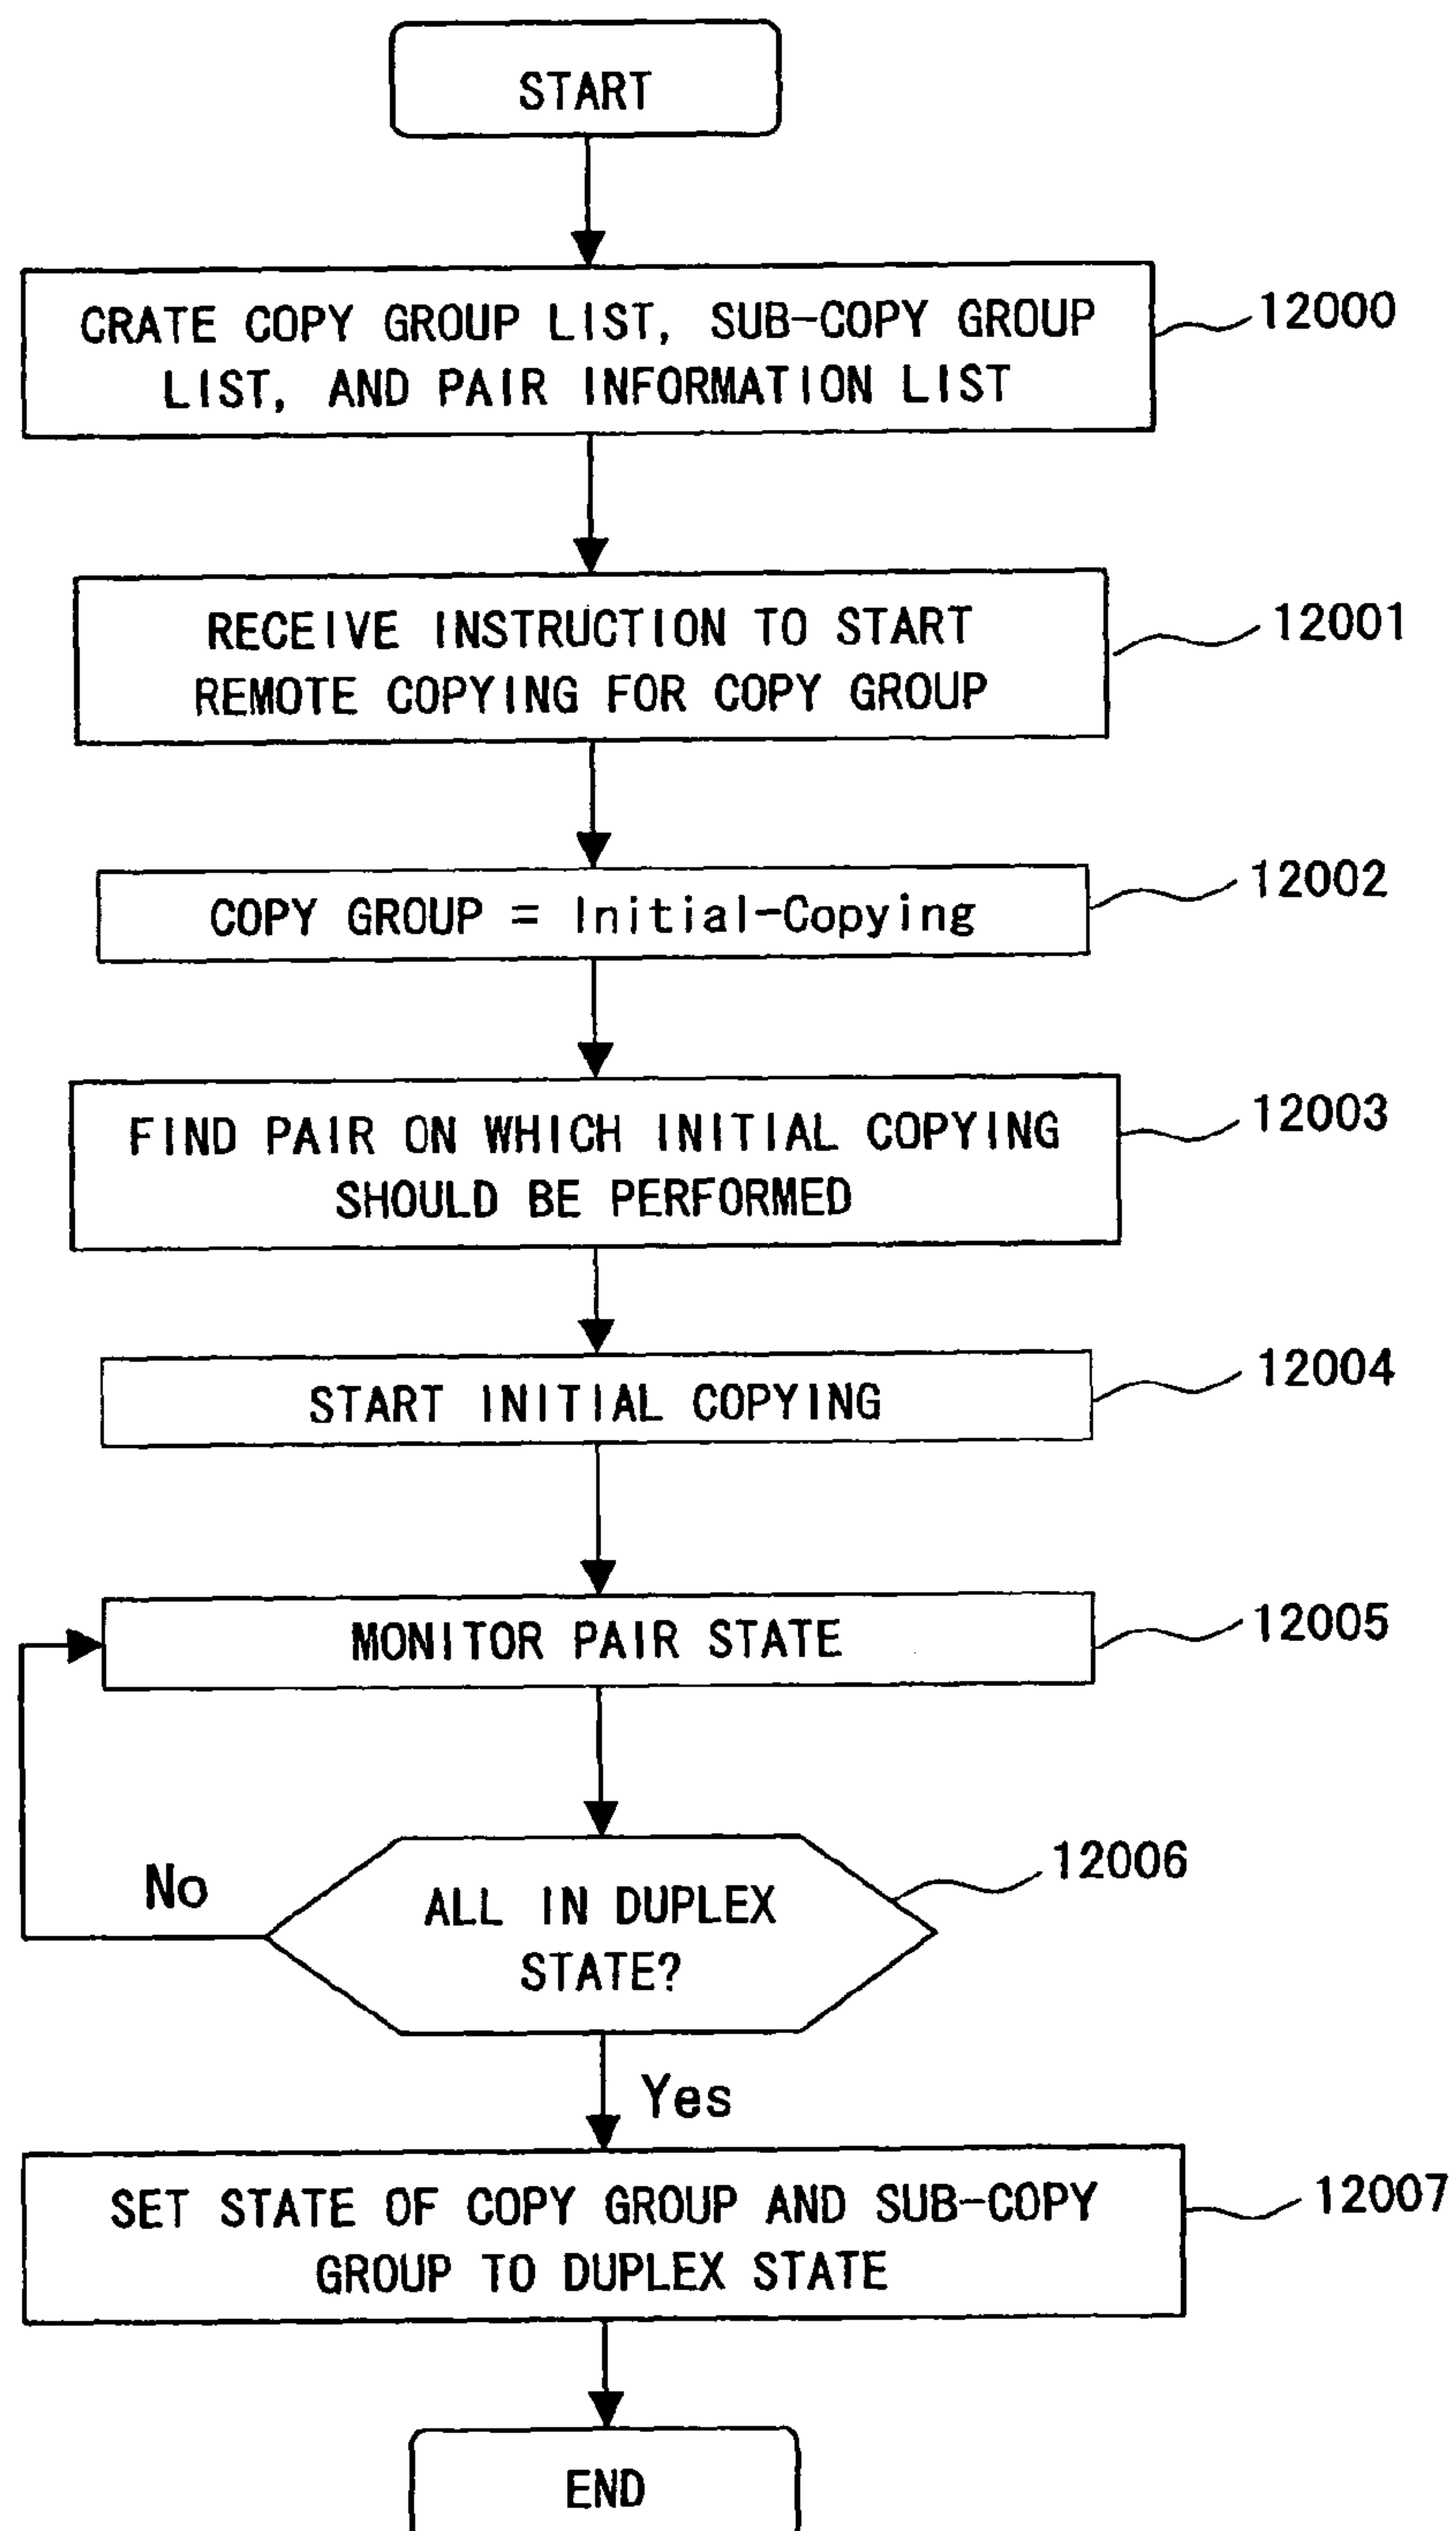 START
CRATE COPY GROUP LIST, SUB-COPY GROUP
LIST, AND PAIR INFORMATION LIST
12000
RECEIVE INSTRUCTION TO START
REMOTE COPYING FOR COPY GROUP
12001
COPY GROUP = Initial-Copying
12002
FIND PAIR ON WHICH INITIAL COPYING
SHOULD BE PERFORMED
12003
START INITIAL COPYING
12004
MONITOR PAIR STATE
12005
ALL IN DUPLEX
STATE?
12006
No
Yes
SET STATE OF COPY GROUP AND SUB-COPY
GROUP TO DUPLEX STATE
12007
END